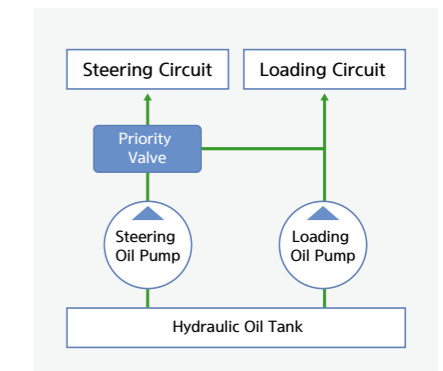 Steering Circuit
Loading Circuit
Priority
Valve
Steering
Oil Pump
Loading
Oil Pump
Hydraulic Oil Tank